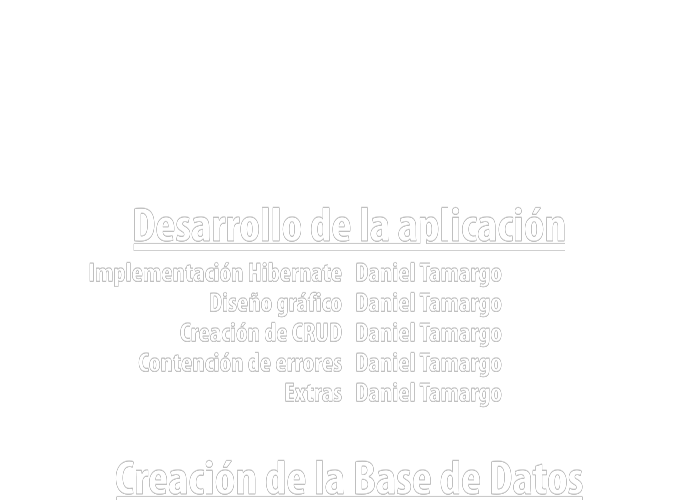 Desarrollo de la aplicación
Implementación Hibernate Daniel Tamargo
Diseño gráfico Daniel Tamargo
Creación de CRUD Daniel Tamargo
Contención de errores Daniel Tamargo
Extras Daniel Tamargo
Creación de la Base de Datos